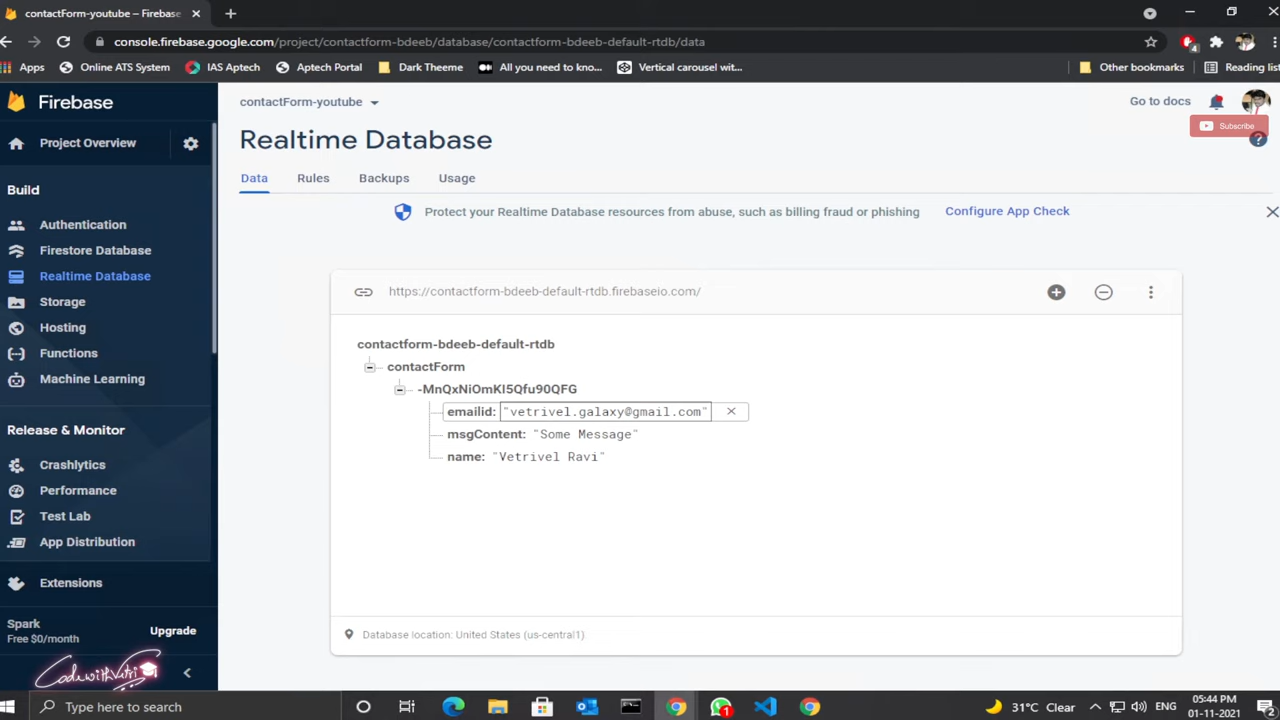 contactForm-youtube – Firebase
console.firebase.google.com/project/contactform-bdeeb/database/contactform-bdeeb-default-rtdb/data
4
Apps
Online ATS System
IAS Aptech
Aptech Portal
Dark Theeme
All you need to kno...
Vertical carousel wit...
Other bookmarks
Reading list
Firebase
contactForm-youtube
Go to docs
Subscribe
Project Overview
Realtime Database
?
Data
Rules
Backups
Usage
Build
Authentication
Firestore Database
Realtime Database
Storage
Hosting
Functions
Machine Learning
Release & Monitor
Crashlytics
Performance
Test Lab
App Distribution
Extensions
Spark
Free $0/month
Upgrade
CodewithVetri
Protect your Realtime Database resources from abuse, such as billing fraud or phishing
Configure App Check
https://contactform-bdeeb-default-rtdb.firebaseio.com/
contactform-bdeeb-default-rtdb
contactForm
-MnQxNiOmKI5Qfu90QFG
emailid: "vetrivel.galaxy@gmail.com"
msgContent: "Some Message"
name: "Vetrivel Ravi"
Database location: United States (us-central1)
Type here to search
1
31°C Clear
ENG
05:44 PM
01-11-2021
2